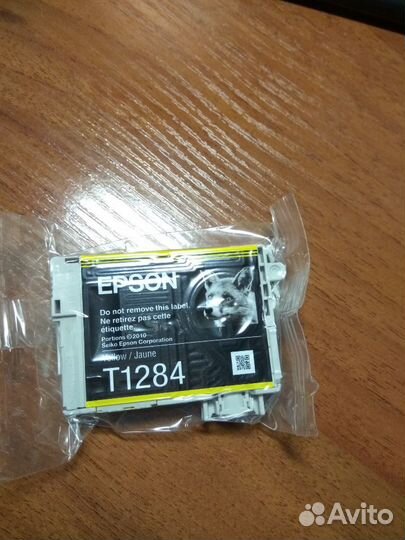 EPSON
Do not remove this label.
Ne retirez pas cette
étiquette.
Portions ©2010
Seiko Epson Corporation
Yellow / Jaune
T1284
Avito